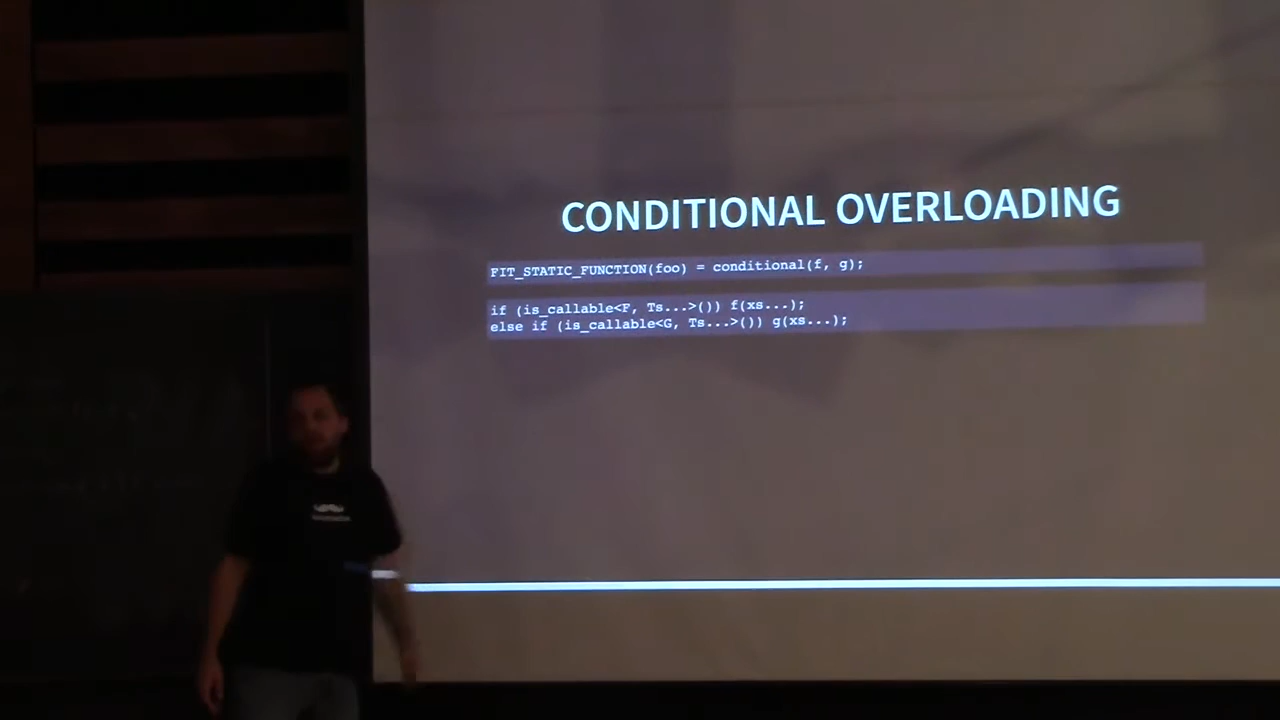 CONDITIONAL OVERLOADING
FIT_STATIC_FUNCTION(foo) = conditional(f, g);
if (is_callable<F, Ts...>()) f(xs...);
else if (is_callable<G, Ts...>()) g(xs...);